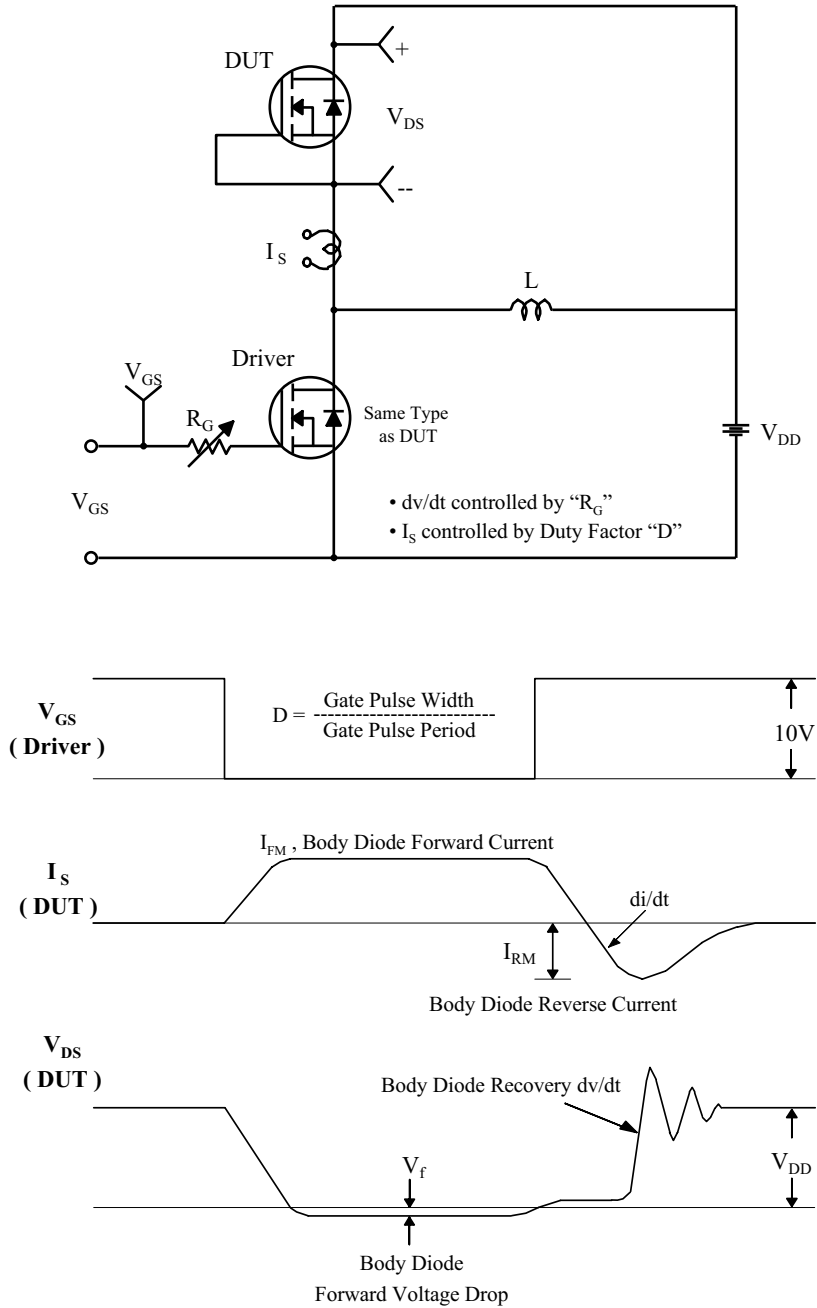 DUT
+
V_DS
--
I_S
L
Driver
V_GS
R_G
Same Type
as DUT
V_DD
V_GS
• dv/dt controlled by “R_G”
• I_S controlled by Duty Factor “D”
V_GS
( Driver )
D = Gate Pulse Width
Gate Pulse Period
10V
I_FM , Body Diode Forward Current
I_S
( DUT )
di/dt
I_RM
Body Diode Reverse Current
V_DS
( DUT )
Body Diode Recovery dv/dt
V_f
V_DD
Body Diode
Forward Voltage Drop